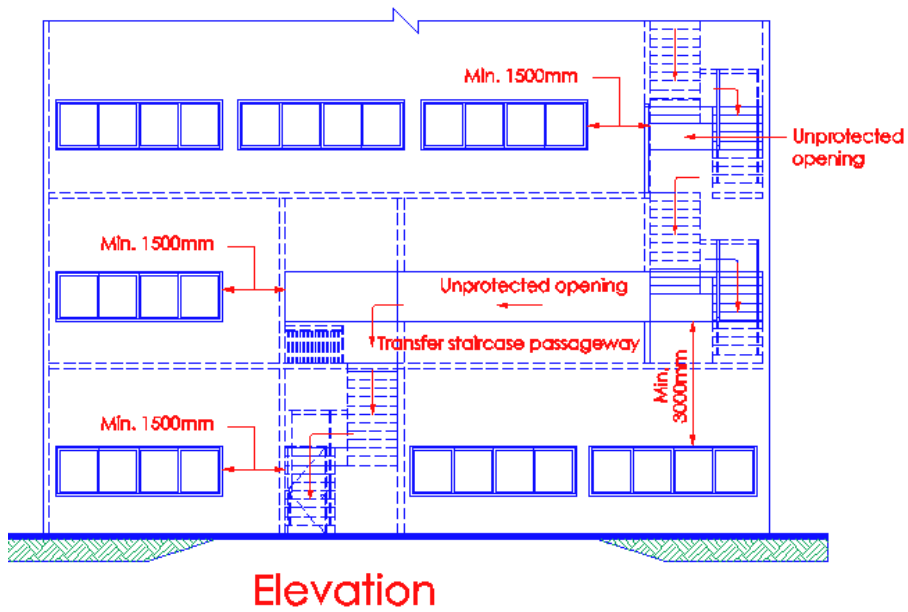 Min. 1500mm
Unprotected
opening
Min. 1500mm
Unprotected opening
Transfer staircase passageway
Min.
3000mm
Min. 1500mm
Elevation